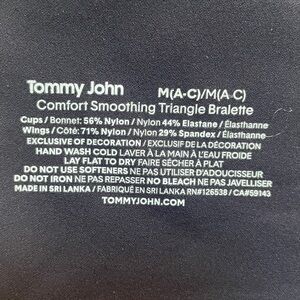 Tommy John M(A-C)/M(A-C)
Comfort Smoothing Triangle Bralette
Cups / Bonnet: 56% Nylon / Nylon 44% Elastane / Élasthanne
Wings / Côté: 71% Nylon / Nylon 29% Spandex / Élasthanne
EXCLUSIVE OF DECORATION / EXCLUSIF DE LA DÉCORATION
HAND WASH COLD LAVER À LA MAIN À L'EAU FROIDE
LAY FLAT TO DRY FAIRE SÉCHER À PLAT
DO NOT USE SOFTENERS NE PAS UTILISER D'ADOUCISSEUR
DO NOT IRON NE PAS REPASSER NO BLEACH NE PAS JAVELLISER
MADE IN SRI LANKA / FABRIQUÉ EN SRI LANKA RN#126538 / CA#59143
TOMMYJOHN.COM